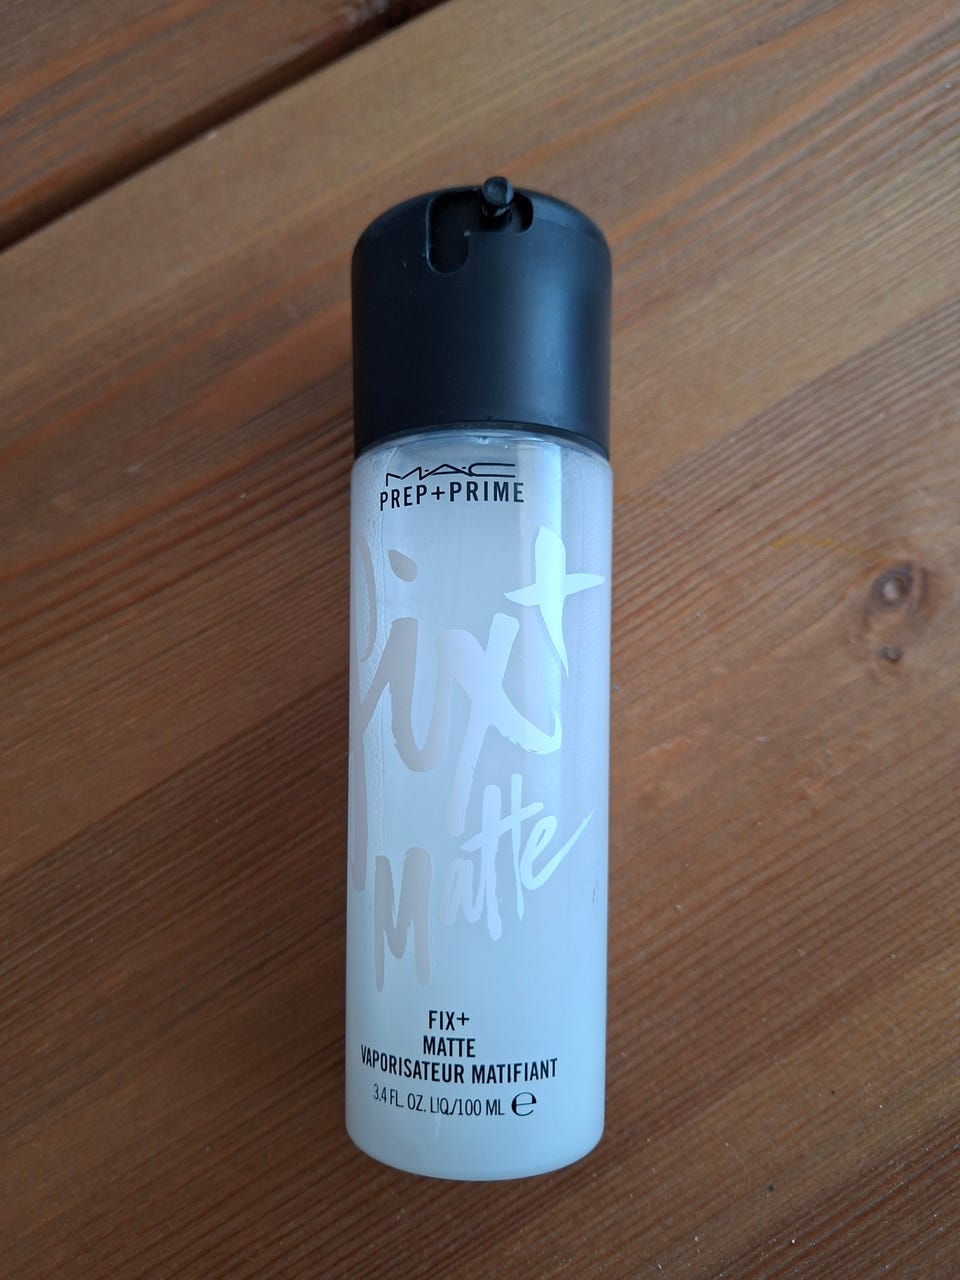 M·A·C
PREP+PRIME
Fix+
Matte
FIX+
MATTE
VAPORISATEUR MATIFIANT
3.4 FL. OZ. LIQ/100 ML ℮